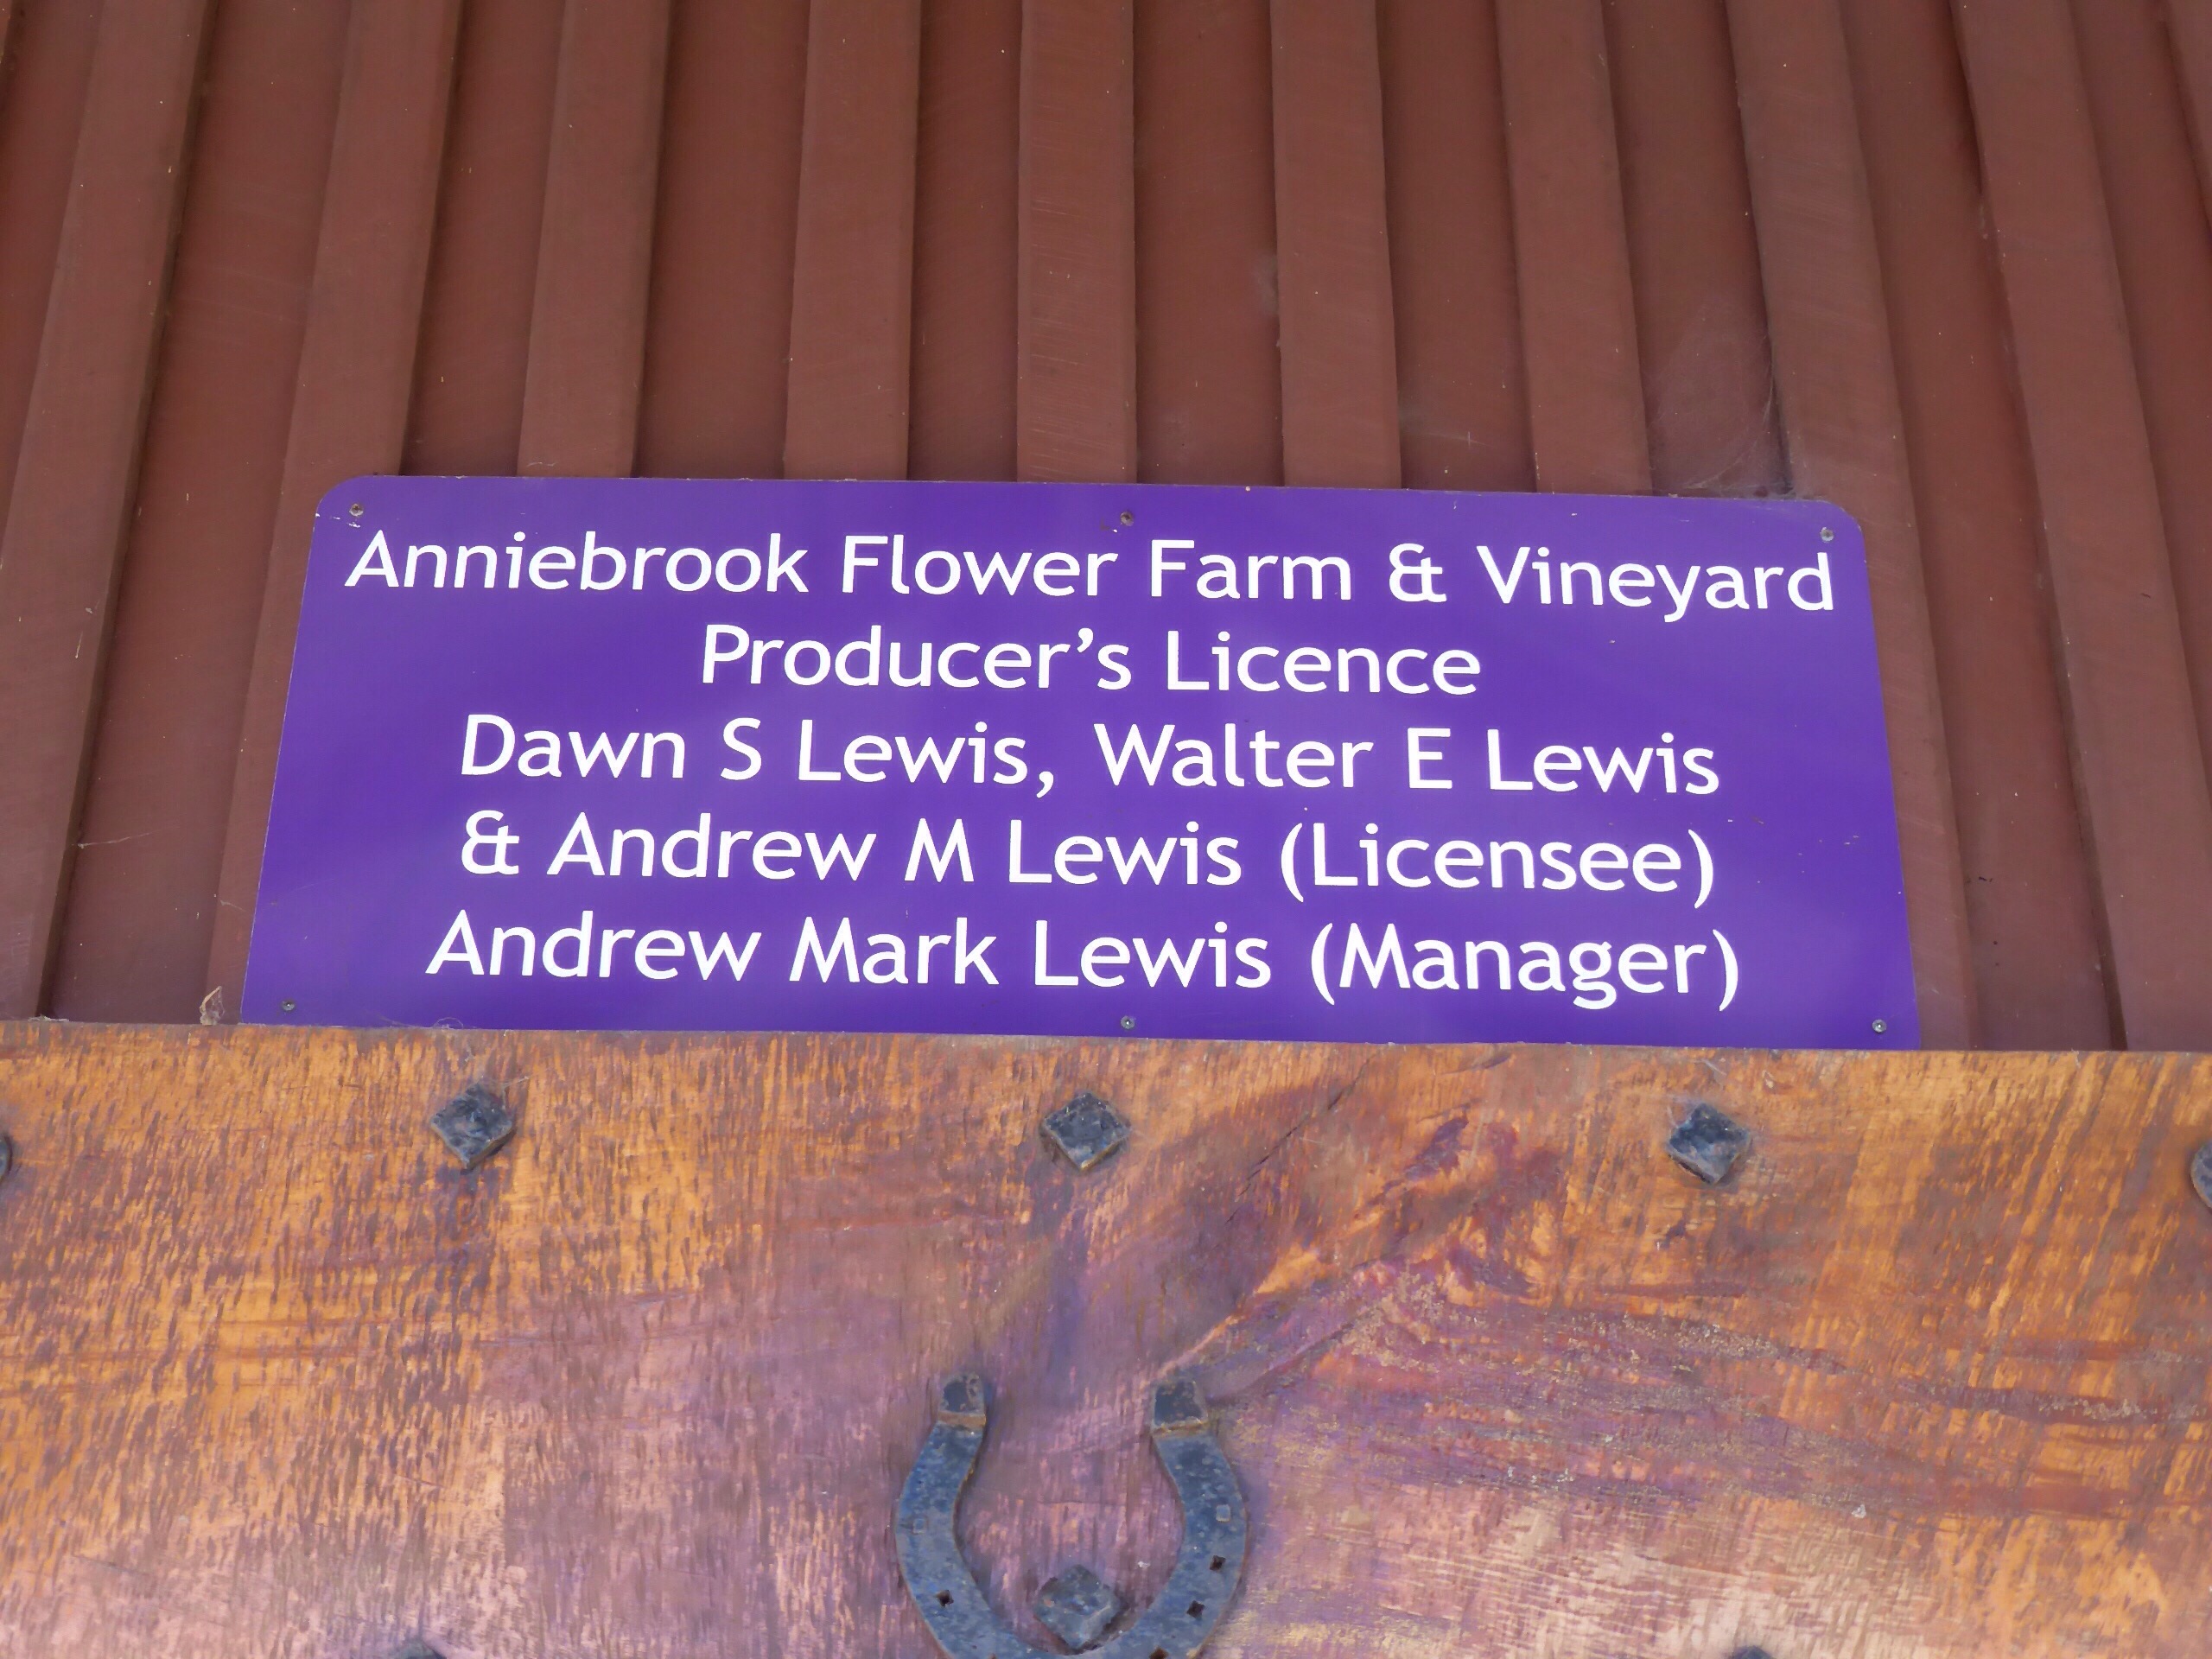 Anniebrook Flower Farm & Vineyard
Producer’s Licence
Dawn S Lewis, Walter E Lewis
& Andrew M Lewis (Licensee)
Andrew Mark Lewis (Manager)